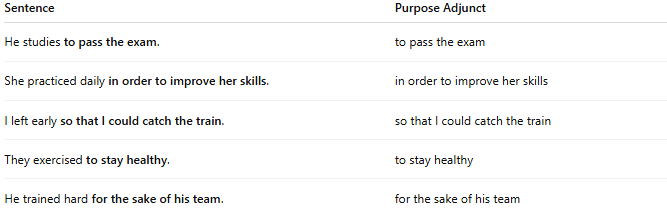 Sentence Purpose Adjunct
He studies to pass the exam. to pass the exam
She practiced daily in order to improve her skills. in order to improve her skills
I left early so that I could catch the train. so that I could catch the train
They exercised to stay healthy. to stay healthy
He trained hard for the sake of his team. for the sake of his team